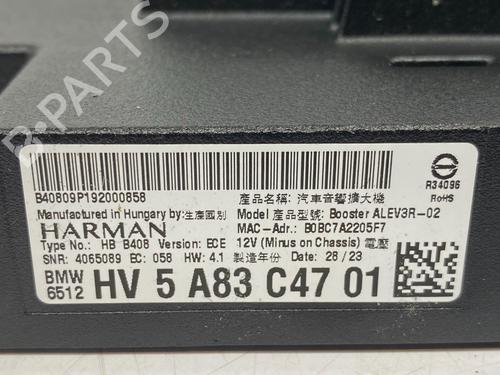 B-PARTS
B40809P192000858
產品名稱: 汽車音響擴大機
R34096
RoHS
Manufactured in Hungary by:生產國別
Model 產品型號: Booster ALEV3R-02
HARMAN
MAC-Adr.: B0BC7A2205F7
Type No.: HB B408 Version: ECE 12V (Minus on Chassis) 電壓
SNR: 4065089 EC: 058 HW: 4.1 製造年份 Date: 28/23
BMW
6512 HV 5 A83 C47 01